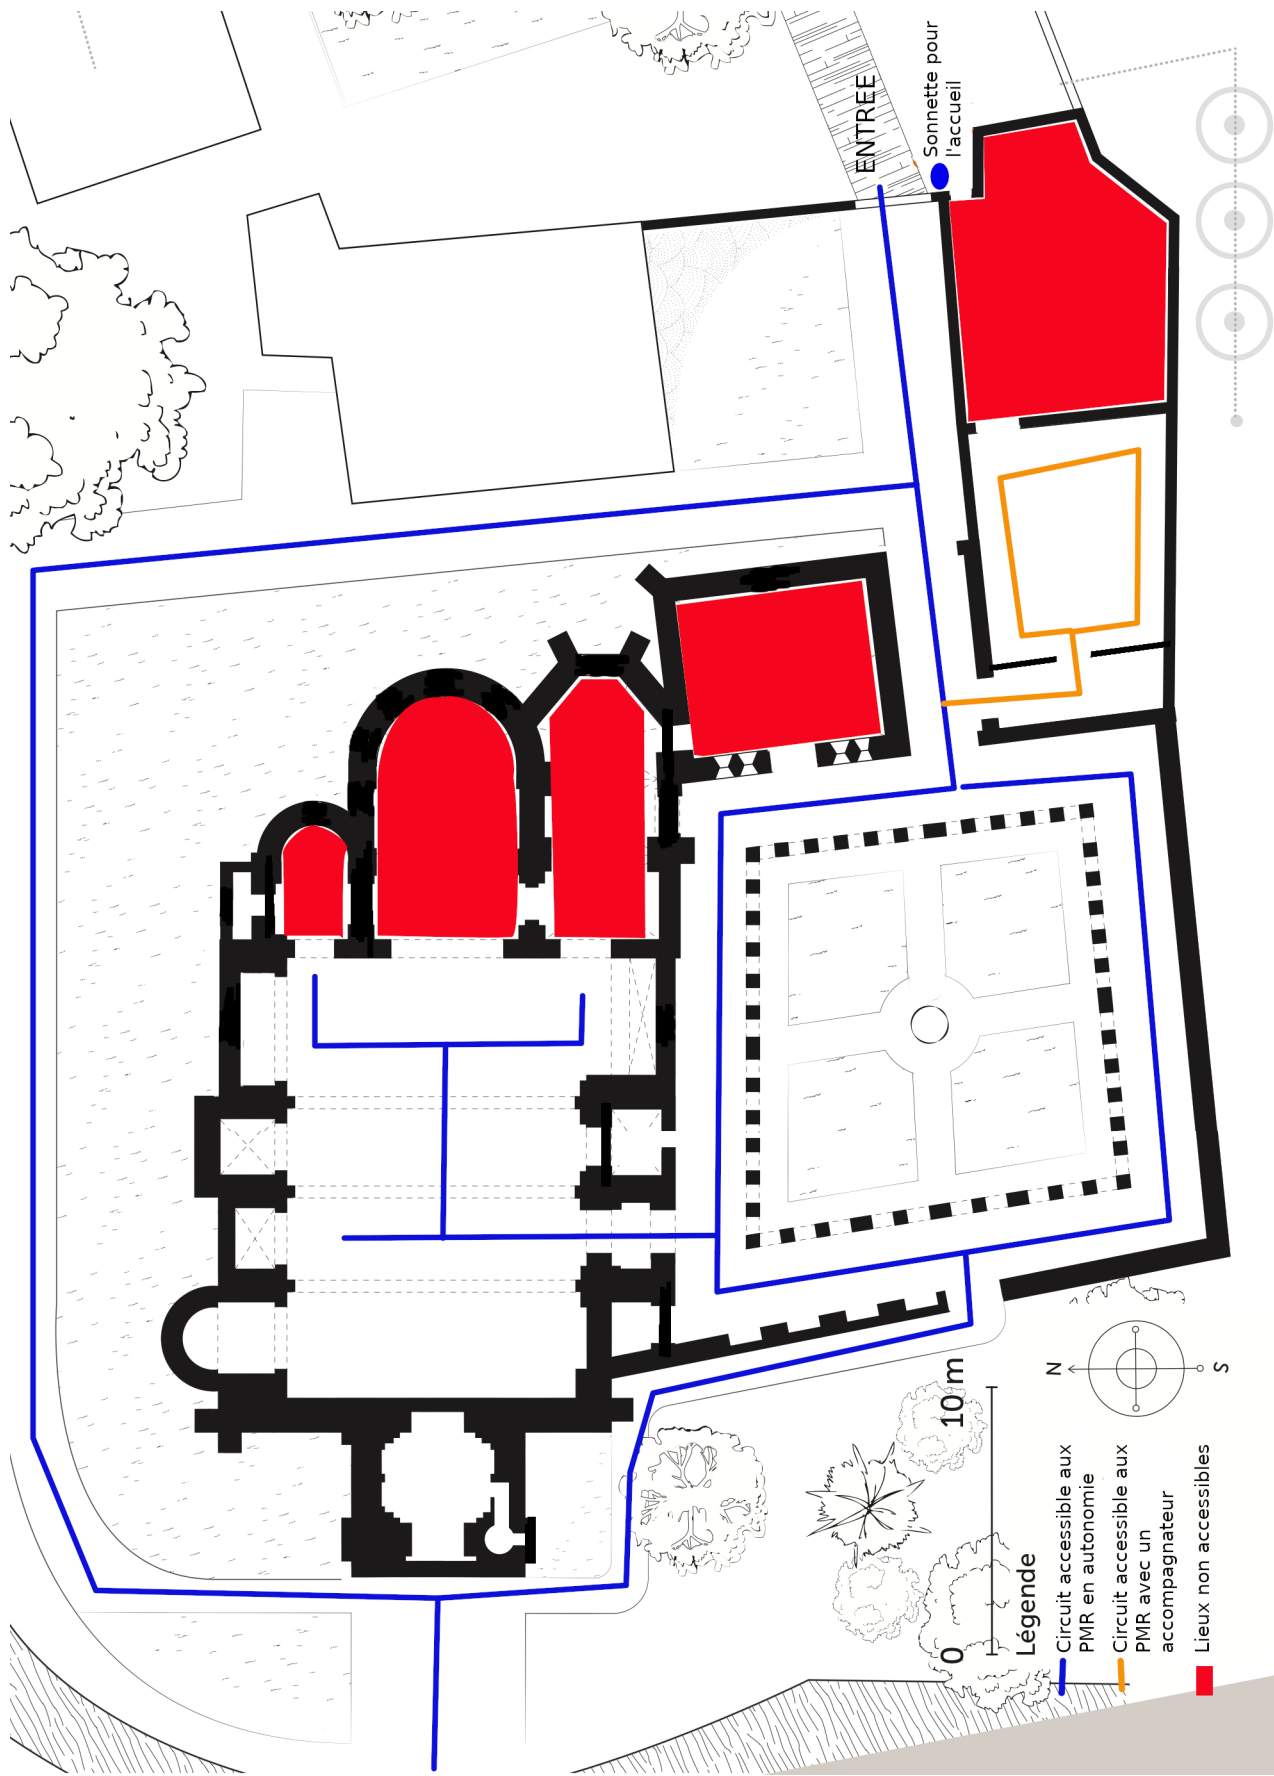 ENTREE
Sonnette pour
l'accueil
N
S
0
10 m
Légende
Circuit accessible aux
PMR en autonomie
Circuit accessible aux
PMR avec un
accompagnateur
Lieux non accessibles